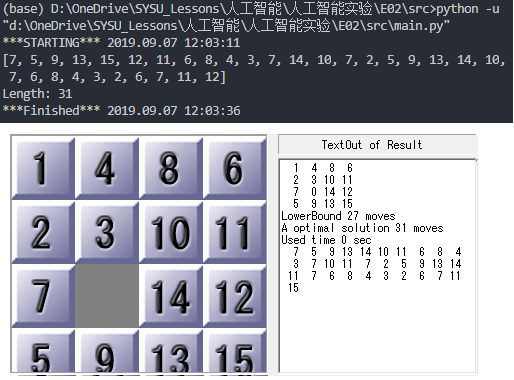 (base) D:\OneDrive\SYSU_Lessons\人工智能\人工智能实验\E02\src>python -u
"d:\OneDrive\SYSU_Lessons\人工智能\人工智能实验\E02\src\main.py"
***STARTING*** 2019.09.07 12:03:11
[7, 5, 9, 13, 15, 12, 11, 6, 8, 4, 3, 7, 14, 10, 7, 2, 5, 9, 13, 14, 10,
7, 6, 8, 4, 3, 2, 6, 7, 11, 12]
Length: 31
***Finished*** 2019.09.07 12:03:36
1 4 8 6
2 3 10 11
7 14 12
5 9 13 15
TextOut of Result
1 4 8 6
2 3 10 11
7 0 14 12
5 9 13 15
LowerBound 27 moves
A optimal solution 31 moves
Used time 0 sec
7 5 9 13 14 10 11 6 8 4
3 7 10 11 7 2 5 9 13 14
11 7 6 8 4 3 2 6 7 11
15